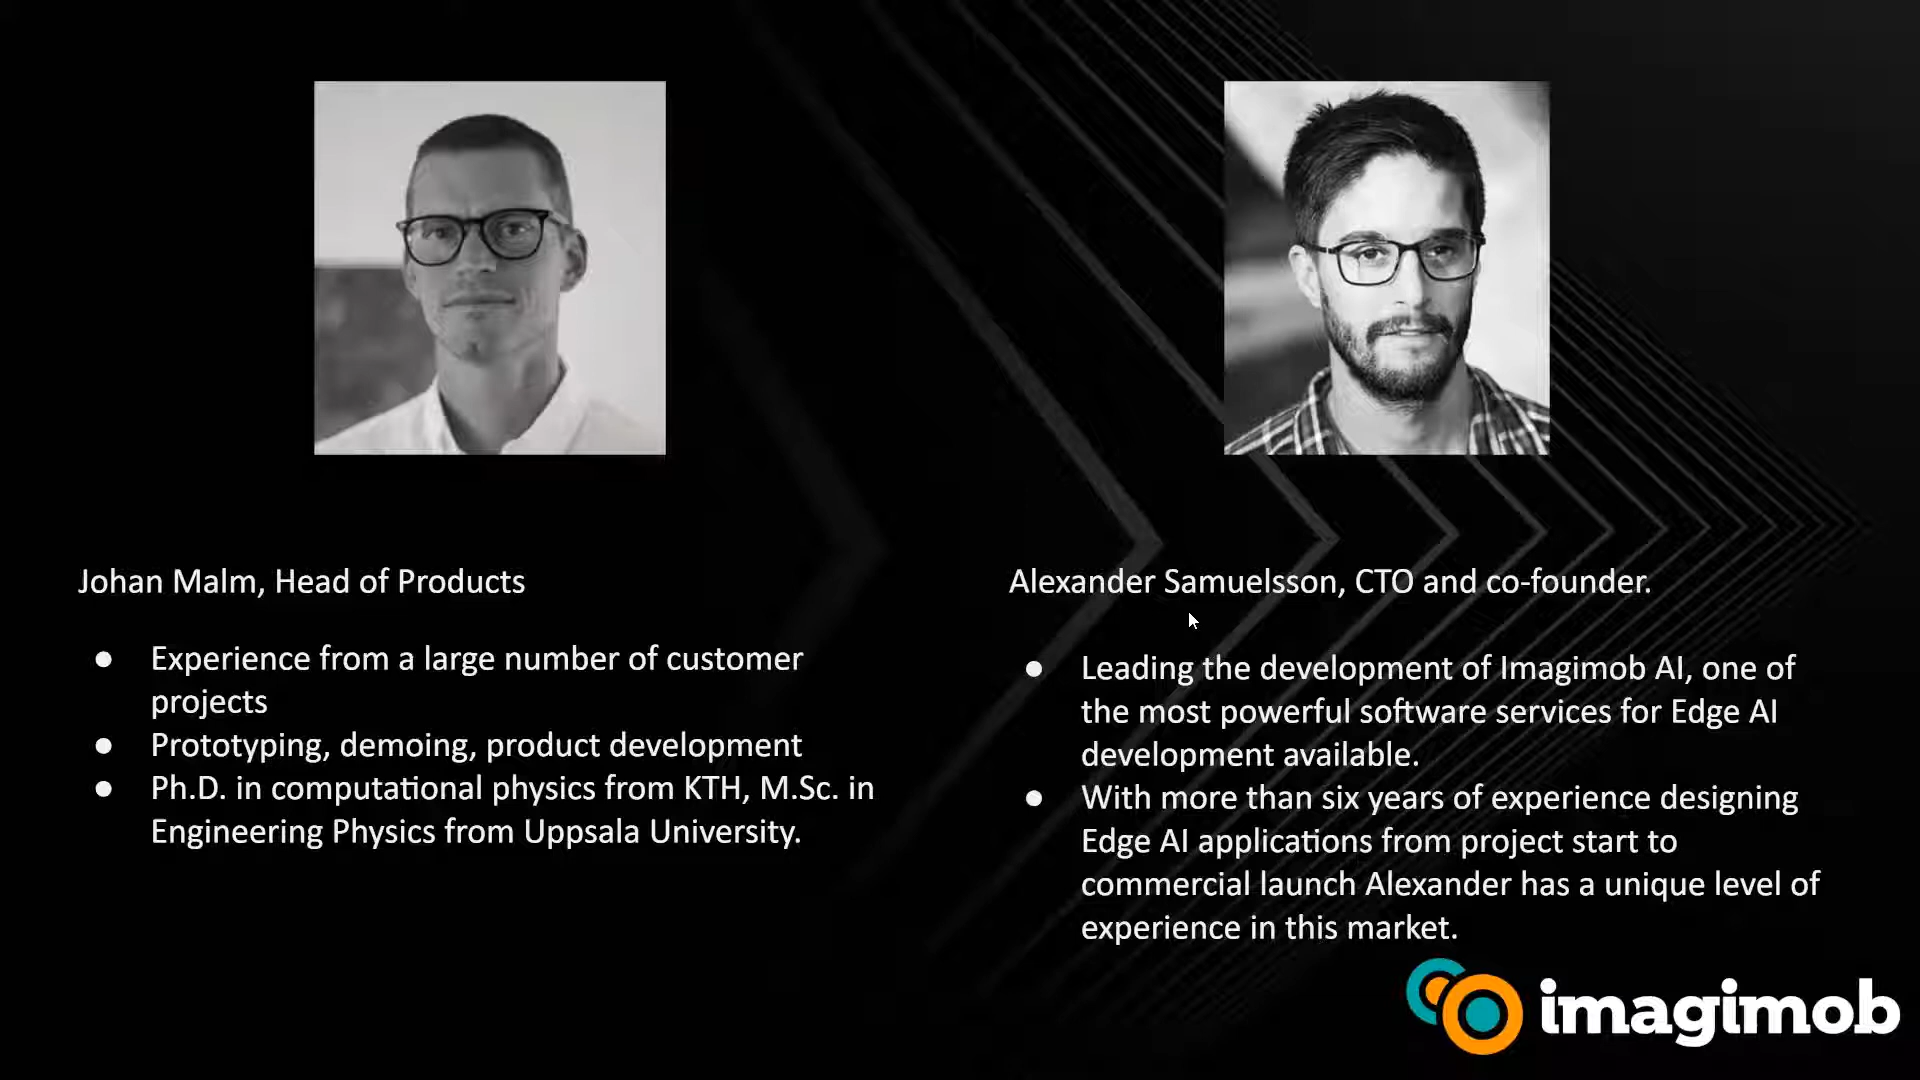 Johan Malm, Head of Products
● Experience from a large number of customer
projects
● Prototyping, demoing, product development
● Ph.D. in computational physics from KTH, M.Sc. in
Engineering Physics from Uppsala University.
Alexander Samuelsson, CTO and co-founder.
● Leading the development of Imagimob AI, one of
the most powerful software services for Edge AI
development available.
● With more than six years of experience designing
Edge AI applications from project start to
commercial launch Alexander has a unique level of
experience in this market.
imagimob